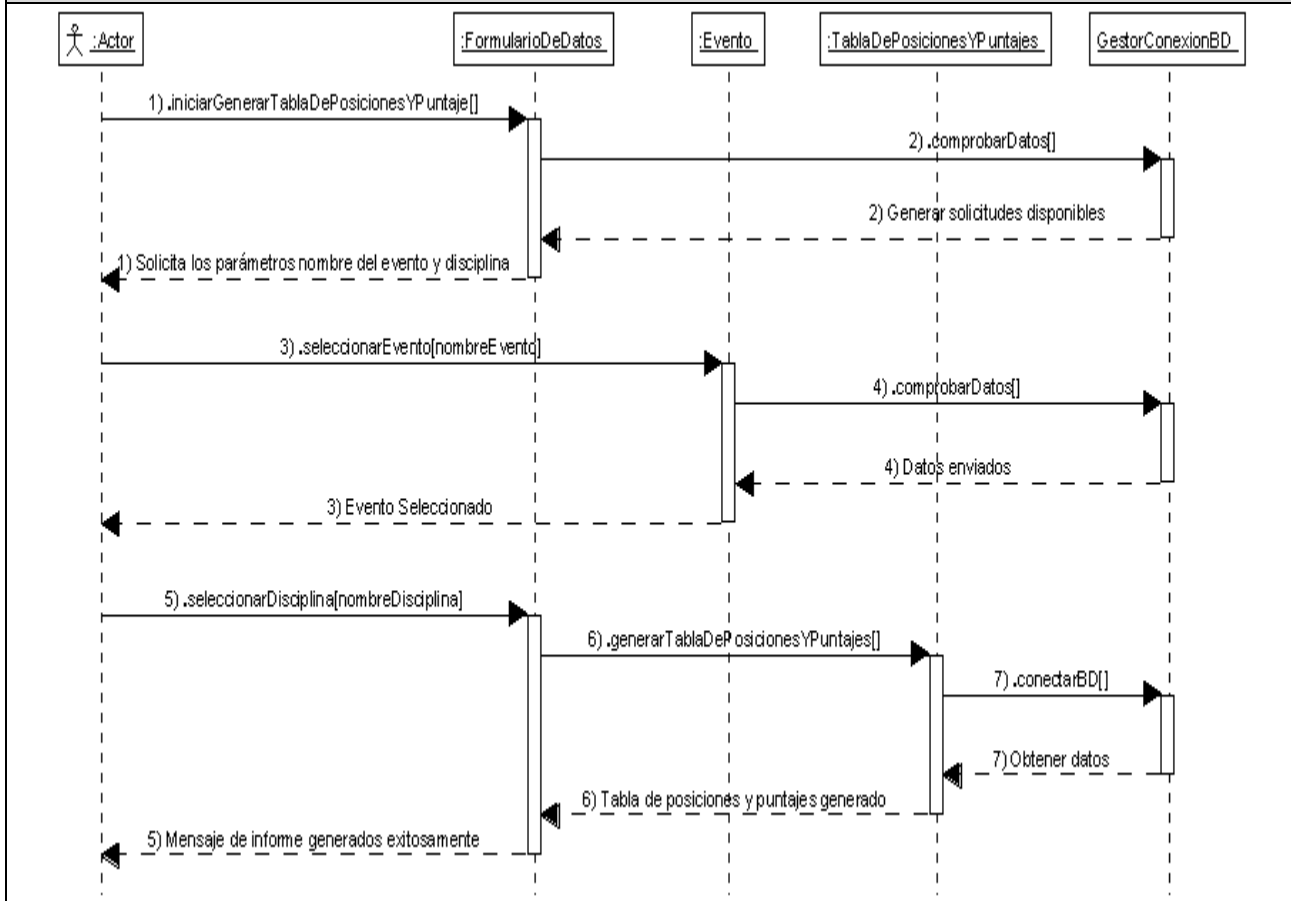 :Actor
:FormularioDeDatos
:Evento
:TablaDePosicionesYPuntajes
GestorConexionBD
1) .iniciarGenerarTablaDePosicionesYPuntaje[]
2) .comprobarDatos[]
2) Generar solicitudes disponibles
1) Solicita los parámetros nombre del evento y disciplina
3) .seleccionarEvento[nombreEvento]
4) .comprobarDatos[]
4) Datos enviados
3) Evento Seleccionado
5) .seleccionarDisciplina[nombreDisciplina]
6) .generarTablaDePosicionesYPuntajes[]
7) .conectarBD[]
7) Obtener datos
6) Tabla de posiciones y puntajes generado
5) Mensaje de informe generados exitosamente